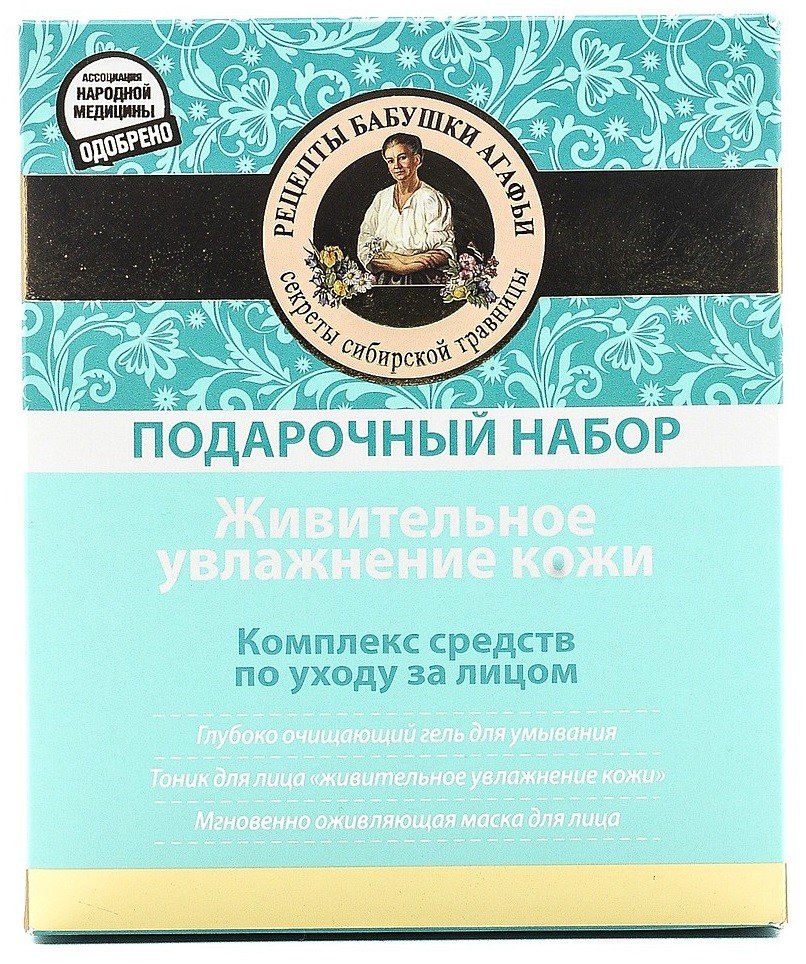 АССОЦИАЦИЯ
НАРОДНОЙ
МЕДИЦИНЫ
ОДОБРЕНО
РЕЦЕПТЫ БАБУШКИ АГАФЬИ
секреты сибирской травницы
ПОДАРОЧНЫЙ НАБОР
Живительное
увлажнение кожи
Комплекс средств
по уходу за лицом
Глубоко очищающий гель для умывания
Тоник для лица «живительное увлажнение кожи»
Мгновенно оживляющая маска для лица